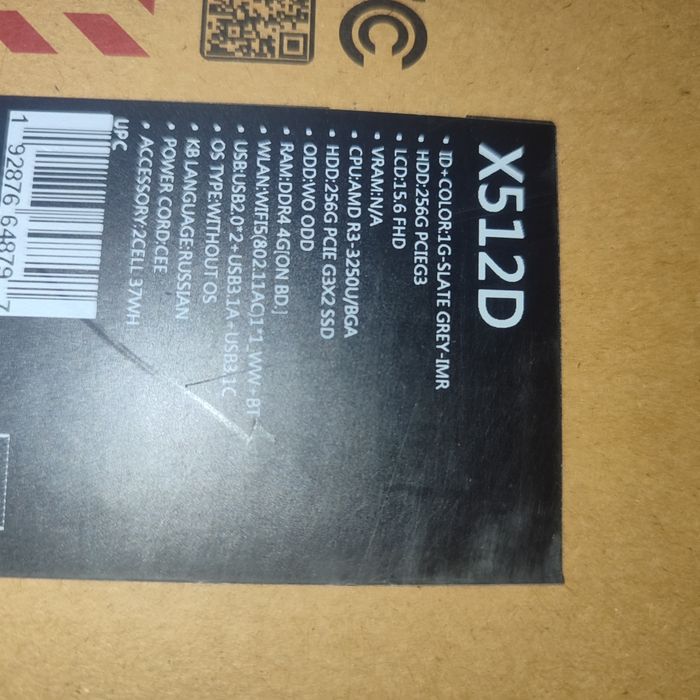 X512D
• ID+COLOR:1G-SLATE GREY-IMR
• HDD:256G PCIEG3
• LCD:15.6 FHD
• VRAM:N/A
• CPU:AMD R3-3250U/BGA
• HDD:256G PCIE G3X2 SSD
• ODD:WO ODD
• RAM:DDR4 4G[ON BD.]
• WLAN:WIFI5(802.11AC)1*1_WW+BT
• USB:USB2.0*2+USB3.1A+USB3.1C
• OS TYPE:WITHOUT OS
• KB LANGUAGE:RUSSIAN
• POWER CORD:CEE
• ACCESSORY:2CELL 37WH
UPC
1 92876 64879 7